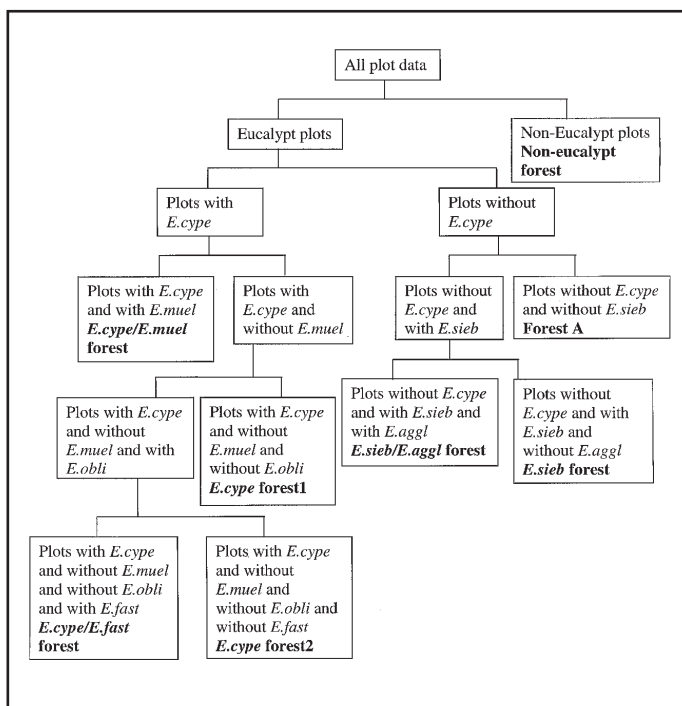 All plot data
Eucalypt plots
Non-Eucalypt plots
Non-eucalypt
forest
Plots with
E.cype
Plots without
E.cype
Plots with E.cype
and with E.muel
E.cype/E.muel
forest
Plots with
E.cype and
without E.muel
Plots without
E.cype and
with E.sieb
Plots without E.cype
and without E.sieb
Forest A
Plots with E.cype
and without
E.muel and with
E.obli
Plots with E.cype
and without
E.muel and
without E.obli
E.cype forest1
Plots without E.cype
and with E.sieb and
with E.aggl
E.sieb/E.aggl forest
Plots without
E.cype and with
E.sieb and
without E.aggl
E.sieb forest
Plots with E.cype
and without E.muel
and without E.obli
and with E.fast
E.cype/E.fast
forest
Plots with E.cype
and without
E.muel and
without E.obli and
without E.fast
E.cype forest2